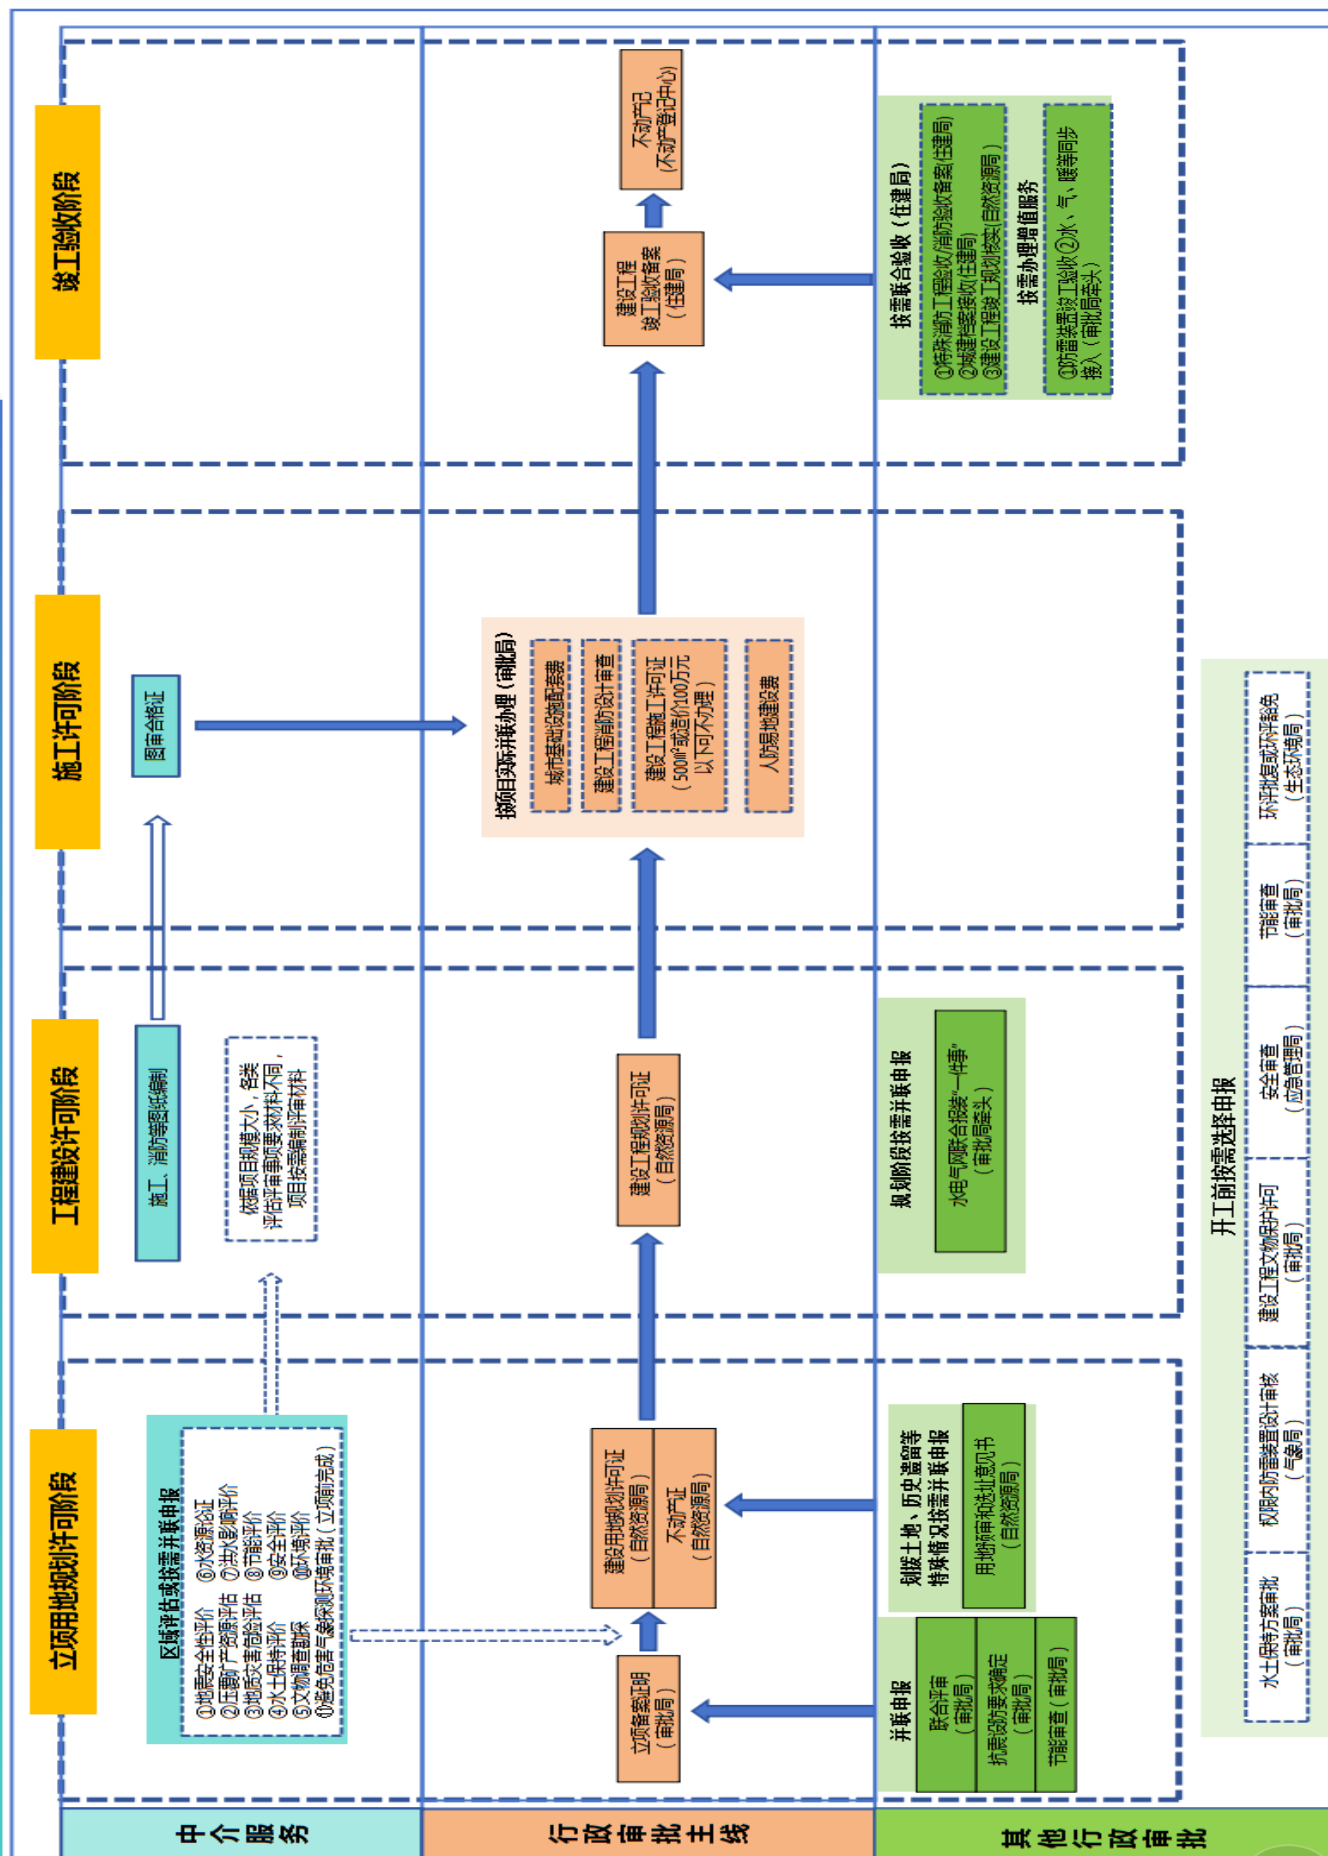 立项用地规划许可阶段
工程建设许可阶段
施工许可阶段
竣工验收阶段
中介服务
区域评估或按需并联申报
①地震安全性评价 ⑥水资源论证
②压覆矿产资源评估 ⑦洪水影响评价
③地质灾害危险评估 ⑧节能评价
④水土保持评价 ⑨安全评价
⑤文物调查勘探 ⑩环境评价
⑪避免危害气象探测环境审批(立项前完成)
施工、消防等图纸编制
依据项目规模大小，各类
评估评审事项要求材料不同，
项目按需编制评审材料
图审合格证
行政审批主线
立项备案证明
(审批局)
建设用地规划许可证
(自然资源局)
不动产证
(自然资源局)
建设工程规划许可证
(自然资源局)
按项目实际并联办理(审批局)
城市基础设施配套费
建设工程消防设计审查
建设工程施工许可证
(500㎡或造价100万元
以下可不办理)
人防易地建设费
建设工程
竣工验收备案
(住建局)
不动产记
(不动产登记中心)
其他行政审批
并联申报
联合评审
(审批局)
抗震设防要求确定
(审批局)
节能审查(审批局)
划拨土地、历史遗留等
特殊情况按需并联申报
用地预审和选址意见书
(自然资源局)
规划阶段按需并联申报
水电气网联合报装“一件事”
(审批局牵头)
按需联合验收(住建局)
①特殊消防工程验收/消防验收备案(住建局)
②城建档案接收(住建局)
③建设工程竣工规划核实(自然资源局)
按需办理增值服务
①防雷装置竣工验收②水、气、暖等同步
接入(审批局牵头)
开工前按需选择申报
水土保持方案审批
(审批局)
权限内防雷装置设计审核
(气象局)
建设工程文物保护许可
(审批局)
安全审查
(应急管理局)
节能审查
(审批局)
环评批复或环评豁免
(生态环境局)